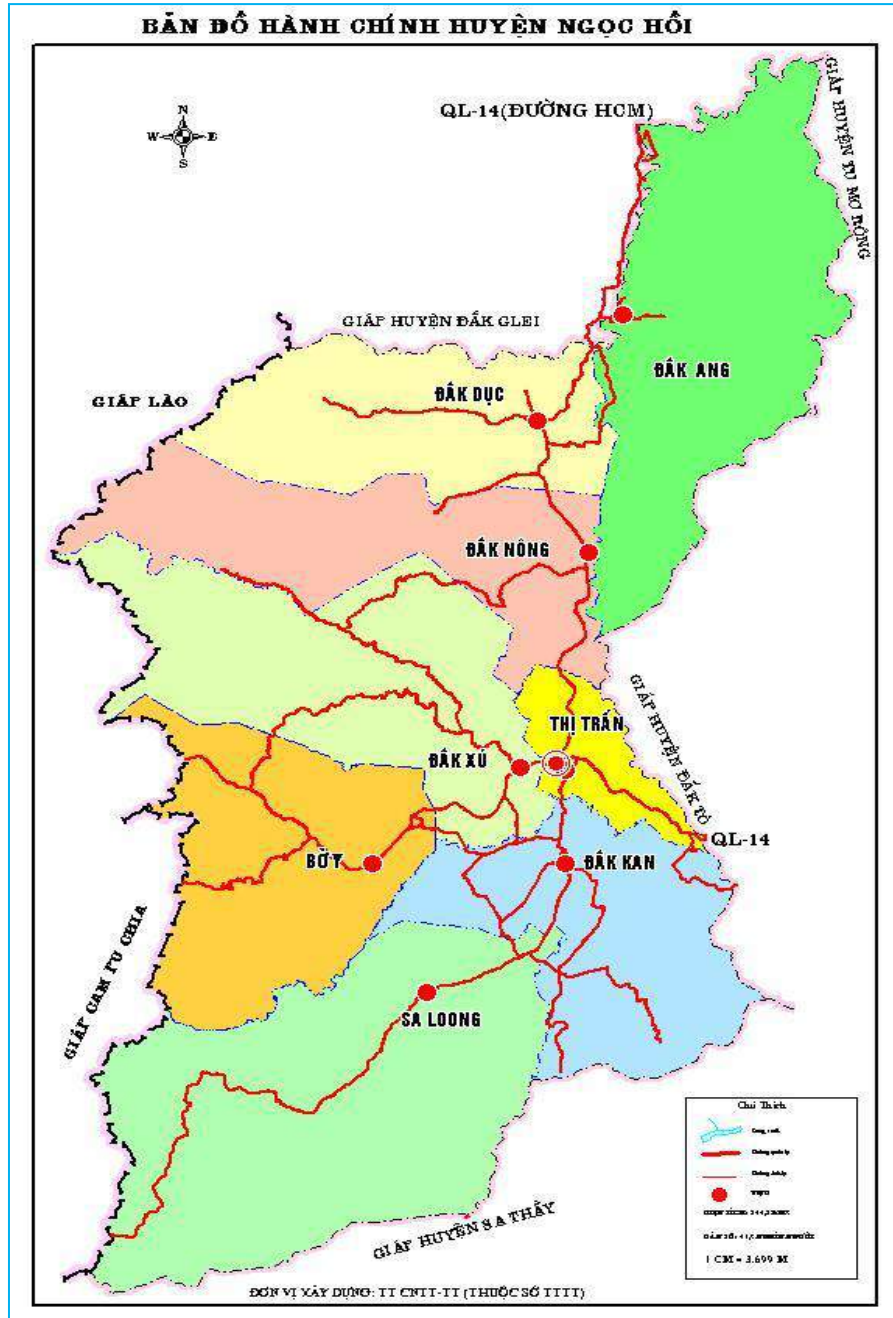 BẢN ĐỒ HÀNH CHÍNH HUYỆN NGỌC HỒI
N
W
E
S
QL-14(ĐƯỜNG HCM)
GIÁP HUYỆN TU MƠ RÔNG
GIÁP HUYỆN ĐẮK GLEI
ĐẮK ANG
ĐẮK DỤC
GIÁP LÀO
ĐẮK NÔNG
GIÁP HUYỆN ĐẮK TÔ
THỊ TRẤN
ĐẮK XÚ
QL-14
BỜY
ĐẮK KAN
GIÁP CAM PU CHIA
SA LOONG
Chú Thích
1 CM = 3.699 M
GIÁP HUYỆN SA THẦY
ĐƠN VỊ XÂY DỰNG: TT CNTT-TT (THUỘC SỞ TTTT)